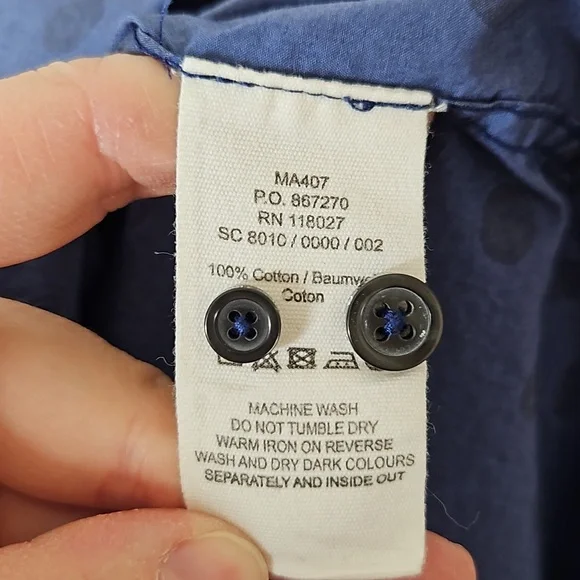 MA407
P.O. 867270
RN 118027
SC 8010 / 0000 / 002
100% Cotton /
Coton
MACHINE WASH
DO NOT TUMBLE DRY
WARM IRON ON REVERSE
WASH AND DRY DARK COLOURS
SEPARATELY AND INSIDE OUT